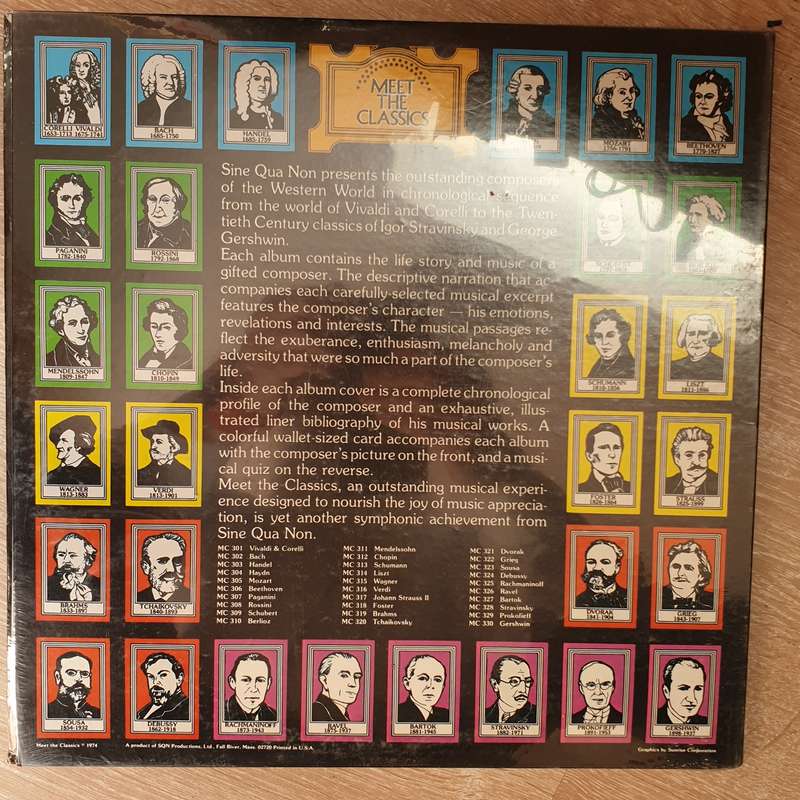 CORELLI VIVALDI
1653-1713 1675-1741
BACH
1685-1750
HANDEL
1685-1759
MEET
THE
CLASSICS
MOZART
1756-1791
BEETHOVEN
1770-1827
PAGANINI
1782-1840
ROSSINI
1792-1868
MENDELSSOHN
1809-1847
CHOPIN
1810-1849
WAGNER
1813-1883
VERDI
1813-1901
BRAHMS
1833-1897
TCHAIKOVSKY
1840-1893
Sine Qua Non presents the outstanding composers
of the Western World in chronological sequence
from the world of Vivaldi and Corelli to the Twen-
tieth Century classics of Igor Stravinsky and George
Gershwin.
Each album contains the life story and music of a
gifted composer. The descriptive narration that ac-
companies each carefully-selected musical excerpt
features the composer's character — his emotions,
revelations and interests. The musical passages re-
flect the exuberance, enthusiasm, melancholy and
adversity that were so much a part of the composer's
life.
Inside each album cover is a complete chronological
profile of the composer and an exhaustive, illus-
trated liner bibliography of his musical works. A
colorful wallet-sized card accompanies each album
with the composer's picture on the front, and a musi-
cal quiz on the reverse.
Meet the Classics, an outstanding musical experi-
ence designed to nourish the joy of music apprecia-
tion, is yet another symphonic achievement from
Sine Qua Non.
MC 301 Vivaldi & Corelli
MC 302 Bach
MC 303 Handel
MC 304 Haydn
MC 305 Mozart
MC 306 Beethoven
MC 307 Paganini
MC 308 Rossini
MC 309 Schubert
MC 310 Berlioz
MC 311 Mendelssohn
MC 312 Chopin
MC 313 Schumann
MC 314 Liszt
MC 315 Wagner
MC 316 Verdi
MC 317 Johann Strauss II
MC 318 Foster
MC 319 Brahms
MC 320 Tchaikovsky
MC 321 Dvorak
MC 322 Grieg
MC 323 Sousa
MC 324 Debussy
MC 325 Rachmaninoff
MC 326 Ravel
MC 327 Bartok
MC 328 Stravinsky
MC 329 Prokofieff
MC 330 Gershwin
SCHUMANN
1810-1856
LISZT
1811-1886
FOSTER
1826-1864
STRAUSS
1825-1899
DVORAK
1841-1904
GRIEG
1843-1907
SOUSA
1854-1932
DEBUSSY
1862-1918
RACHMANINOFF
1873-1943
RAVEL
1875-1937
BARTOK
1881-1945
STRAVINSKY
1882-1971
PROKOFIEFF
1891-1953
GERSHWIN
1898-1937
Meet the Classics © 1974
A product of SQN Productions, Ltd., Fall River, Mass. 02720 Printed in U.S.A.
Graphics by Sunrise Corporation